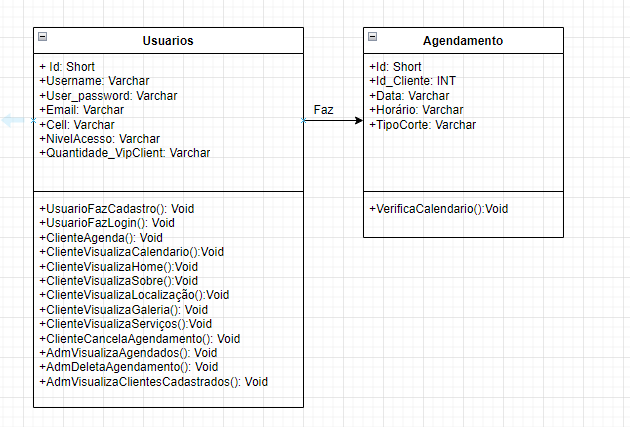 Usuarios
+ Id: Short
+Username: Varchar
+User_password: Varchar
+Email: Varchar
+Cell: Varchar
+NivelAcesso: Varchar
+Quantidade_VipClient: Varchar
+UsuarioFazCadastro(): Void
+UsuarioFazLogin(): Void
+ClienteAgenda(): Void
+ClienteVisualizaCalendario():Void
+ClienteVisualizaHome():Void
+ClienteVisualizaSobre():Void
+ClienteVisualizaLocalização():Void
+ClienteVisualizaGaleria(): Void
+ClienteVisualizaServiços():Void
+ClienteCancelaAgendamento(): Void
+AdmVisualizaAgendados(): Void
+AdmDeletaAgendamento(): Void
+AdmVisualizaClientesCadastrados(): Void
Faz
Agendamento
+Id: Short
+Id_Cliente: INT
+Data: Varchar
+Horário: Varchar
+TipoCorte: Varchar
+VerificaCalendario():Void